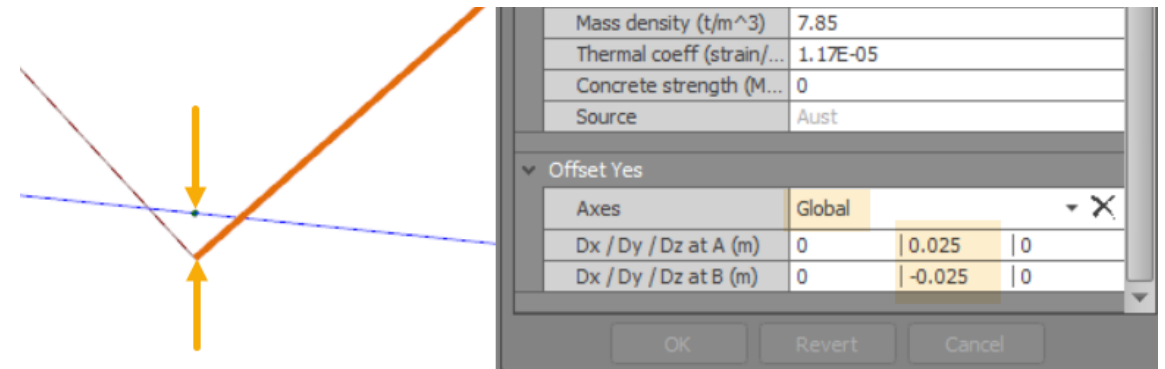 Mass density (t/m^3) 7.85
Thermal coeff (strain/... 1.17E-05
Concrete strength (M... 0
Source Aust
Offset Yes
Axes Global
Dx / Dy / Dz at A (m) 0 | 0.025 | 0
Dx / Dy / Dz at B (m) 0 | -0.025 | 0
OK Revert Cancel